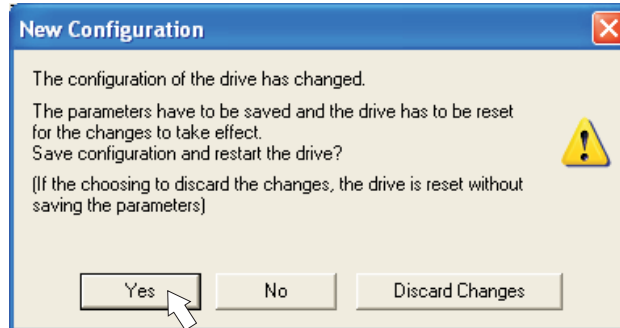 New Configuration
The configuration of the drive has changed.
The parameters have to be saved and the drive has to be reset
for the changes to take effect.
Save configuration and restart the drive?
(If the choosing to discard the changes, the drive is reset without
saving the parameters)
Yes No Discard Changes